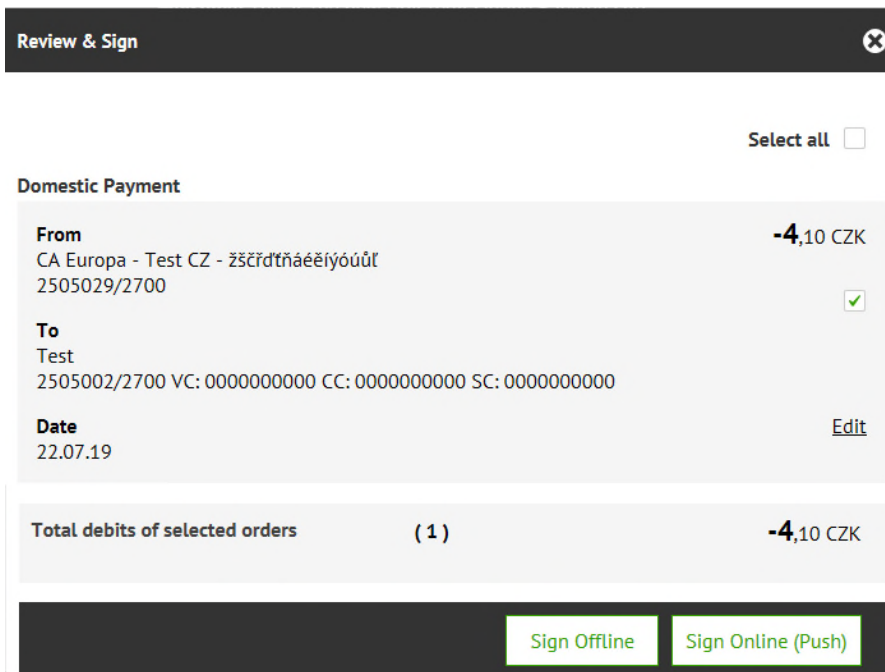 Review & Sign
Select all
Domestic Payment
From
-4,10 CZK
CA Europa - Test CZ - žščřďťňáéěíýóúůľ
2505029/2700
To
Test
2505002/2700 VC: 0000000000 CC: 0000000000 SC: 0000000000
Date
Edit
22.07.19
Total debits of selected orders (1) -4,10 CZK
Sign Offline Sign Online (Push)